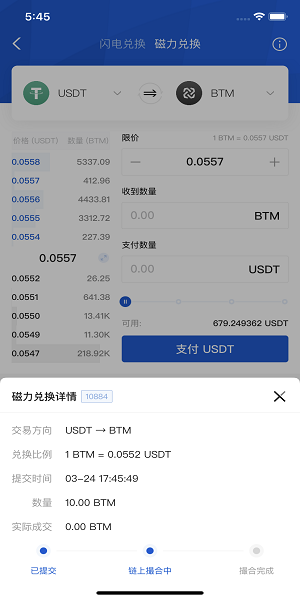 5:45
闪电兑换 磁力兑换
USDT BTM
价格 (USDT) 数量 (BTM)
0.0558 5337.09
0.0557 412.96
0.0556 4433.81
0.0555 3312.72
0.0554 227.39
0.0557
0.0552 26.25
0.0551 641.38
0.0550 13.41K
0.0549 11.30K
0.0547 218.92K
限价 1 BTM = 0.0557 USDT
0.0557
收到数量
0.00 BTM
支付数量
0.00 USDT
可用: 679.249362 USDT
支付 USDT
磁力兑换详情 10884
交易方向 USDT → BTM
兑换比例 1 BTM = 0.0552 USDT
提交时间 03-24 17:45:49
数量 10.00 BTM
实际成交 0.00 BTM
已提交 链上撮合中 撮合完成